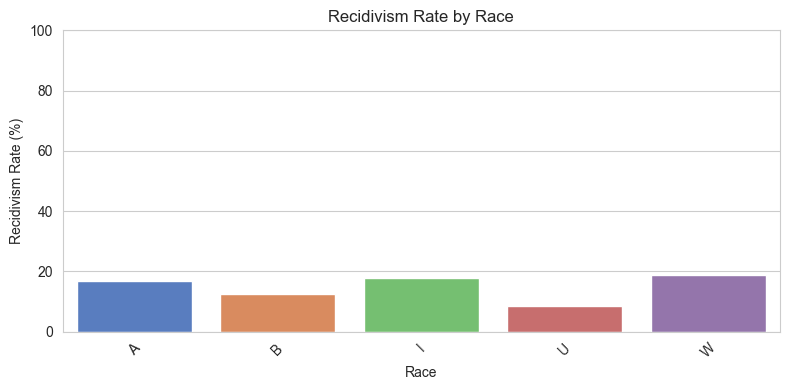 Recidivism Rate by Race
100
80
60
40
20
0
Recidivism Rate (%)
A
B
I
U
W
Race